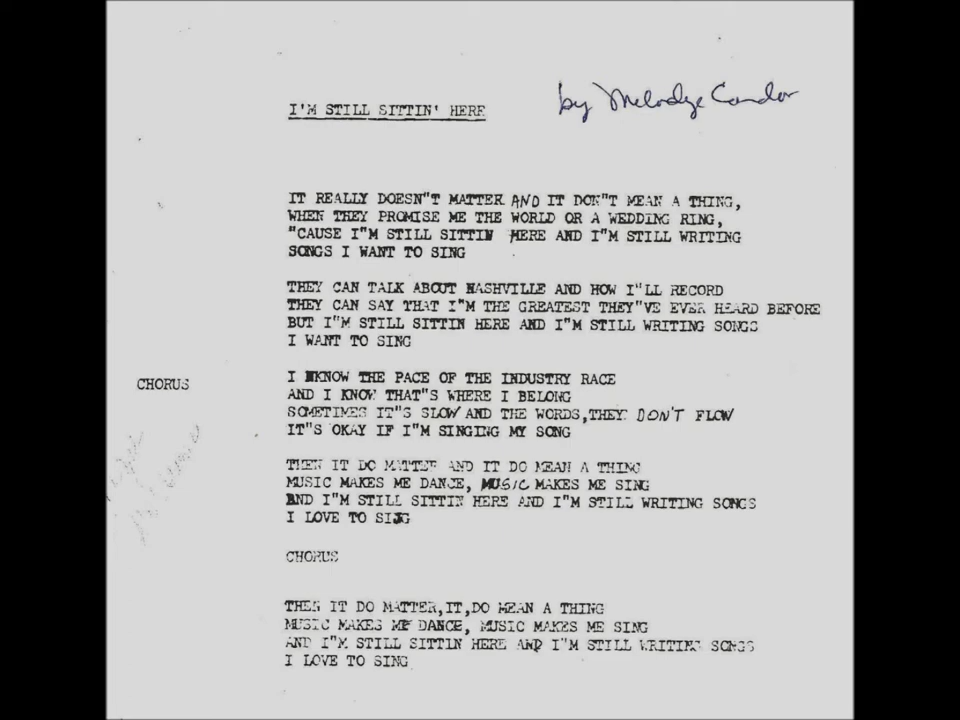 I'M STILL SITTIN' HERE
by Melodye Condor
IT REALLY DOESN"T MATTER AND IT DON"T MEAN A THING,
WHEN THEY PROMISE ME THE WORLD OR A WEDDING RING,
"CAUSE I"M STILL SITTIN HERE AND I"M STILL WRITING
SONGS I WANT TO SING
THEY CAN TALK ABOUT NASHVILLE AND HOW I"LL RECORD
THEY CAN SAY THAT I"M THE GREATEST THEY"VE EVER HEARD BEFORE
BUT I"M STILL SITTIN HERE AND I"M STILL WRITING SONGS
I WANT TO SING
CHORUS
I KNOW THE PACE OF THE INDUSTRY RACE
AND I KNOW THAT"S WHERE I BELONG
SOMETIMES IT"S SLOW AND THE WORDS,THEY DON'T FLOW
IT"S OKAY IF I"M SINGING MY SONG
THEN IT DO MATTER AND IT DO MEAN A THING
MUSIC MAKES ME DANCE, MUSIC MAKES ME SING
AND I"M STILL SITTIN HERE AND I"M STILL WRITING SONGS
I LOVE TO SING
CHORUS
THEN IT DO MATTER,IT,DO MEAN A THING
MUSIC MAKES ME DANCE, MUSIC MAKES ME SING
AND I"M STILL SITTIN HERE AND I"M STILL WRITING SONGS
I LOVE TO SING